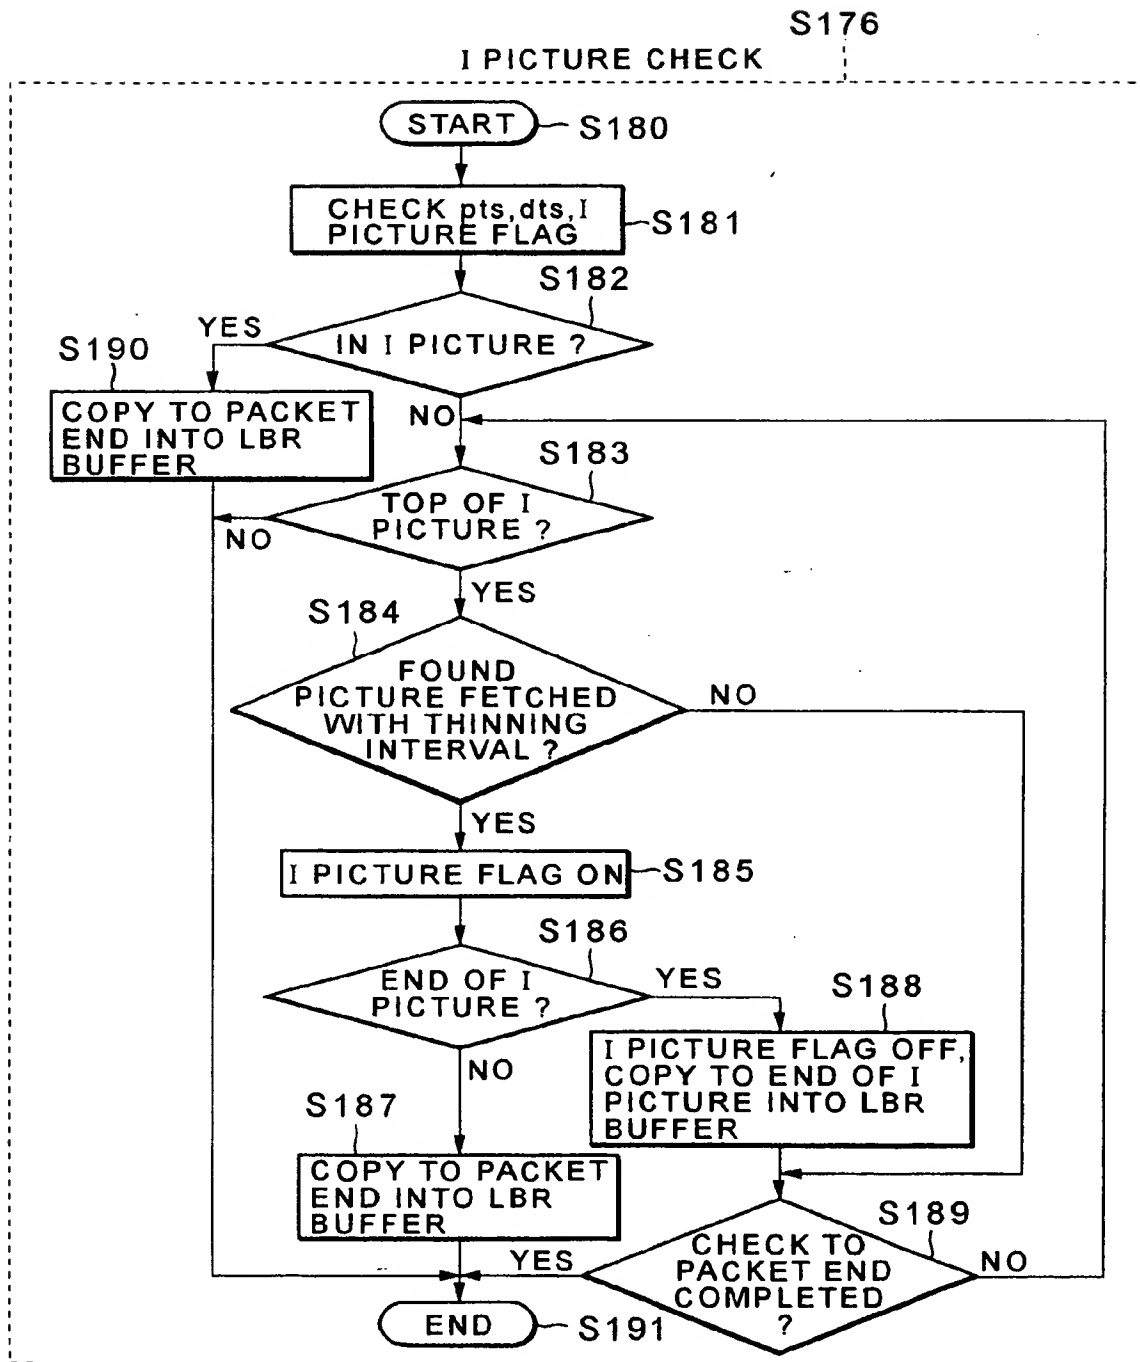 S176
I PICTURE CHECK
START
S180
CHECK pts,dts,I
PICTURE FLAG
S181
S182
IN I PICTURE ?
YES
S190
COPY TO PACKET
END INTO LBR
BUFFER
NO
S183
TOP OF I
PICTURE ?
NO
YES
S184
FOUND
PICTURE FETCHED
WITH THINNING
INTERVAL ?
NO
YES
I PICTURE FLAG ON
S185
S186
END OF I
PICTURE ?
YES
S188
I PICTURE FLAG OFF,
COPY TO END OF I
PICTURE INTO LBR
BUFFER
NO
S187
COPY TO PACKET
END INTO LBR
BUFFER
S189
CHECK TO
PACKET END
COMPLETED
?
YES
NO
END
S191